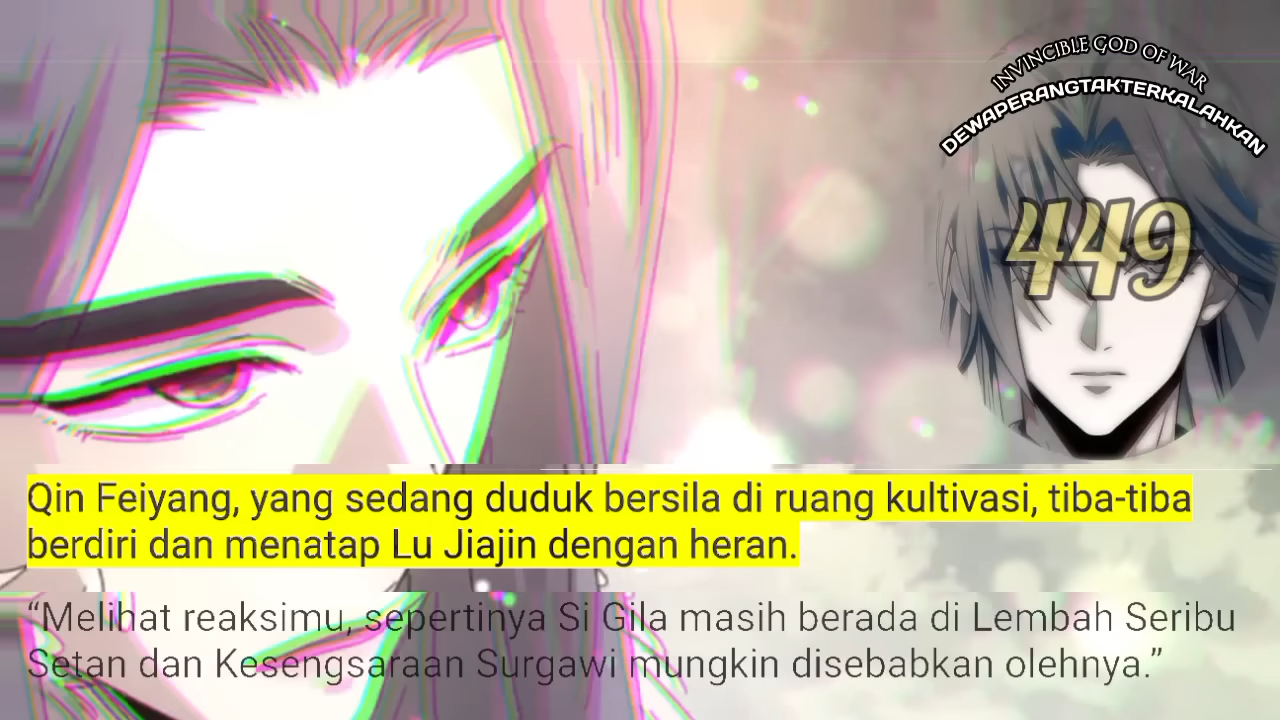 INVINCIBLE GOD OF WAR
DEWAPERANGTAKTERKALAHKAN
449
Qin Feiyang, yang sedang duduk bersila di ruang kultivasi, tiba-tiba
berdiri dan menatap Lu Jiajin dengan heran.
“Melihat reaksimu, sepertinya Si Gila masih berada di Lembah Seribu
Setan dan Kesengsaraan Surgawi mungkin disebabkan olehnya.”